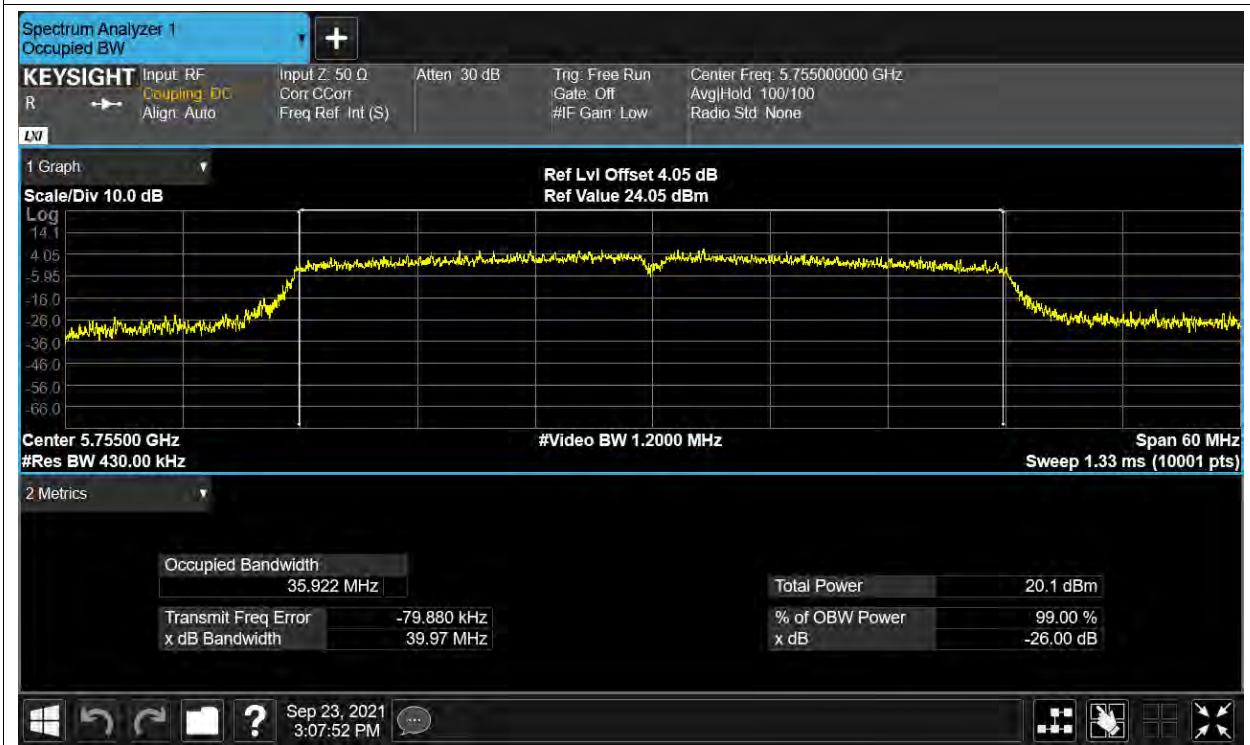 Spectrum Analyzer 1
Occupied BW
KEYSIGHT Input: RF Input Z: 50 Ω Atten: 30 dB Trig: Free Run Center Freq: 5.755000000 GHz
R Coupling: DC Corr CCorr Gate: Off Avg|Hold: 100/100
Align: Auto Freq Ref: Int (S) #IF Gain: Low Radio Std: None
LXI
1 Graph
Ref Lvl Offset 4.05 dB
Scale/Div 10.0 dB Ref Value 24.05 dBm
Log
14.1
4.05
-5.95
-16.0
-26.0
-36.0
-46.0
-56.0
-66.0
Center 5.75500 GHz #Video BW 1.2000 MHz Span 60 MHz
#Res BW 430.00 kHz Sweep 1.33 ms (10001 pts)
2 Metrics
Occupied Bandwidth
35.922 MHz Total Power 20.1 dBm
Transmit Freq Error -79.880 kHz % of OBW Power 99.00 %
x dB Bandwidth 39.97 MHz x dB -26.00 dB
? Sep 23, 2021
3:07:52 PM